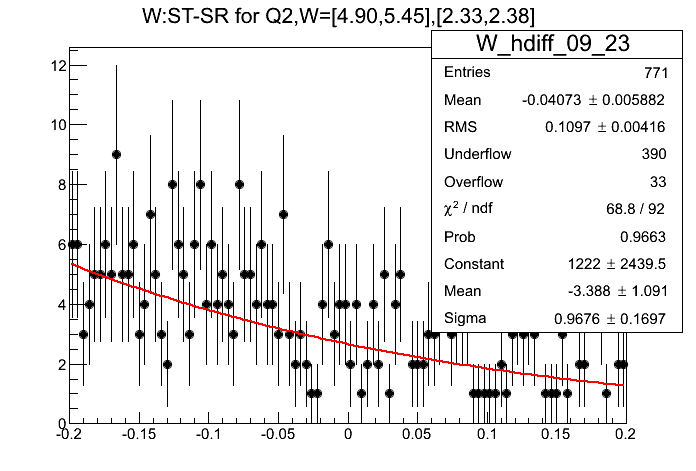 W:ST-SR for Q2,W=[4.90,5.45],[2.33,2.38]
W_hdiff_09_23
Entries 771
Mean -0.04073 ± 0.005882
RMS 0.1097 ± 0.00416
Underflow 390
Overflow 33
χ² / ndf 68.8 / 92
Prob 0.9663
Constant 1222 ± 2439.5
Mean -3.388 ± 1.091
Sigma 0.9676 ± 0.1697
12
10
8
6
4
2
0
-0.2 -0.15 -0.1 -0.05 0 0.05 0.1 0.15 0.2